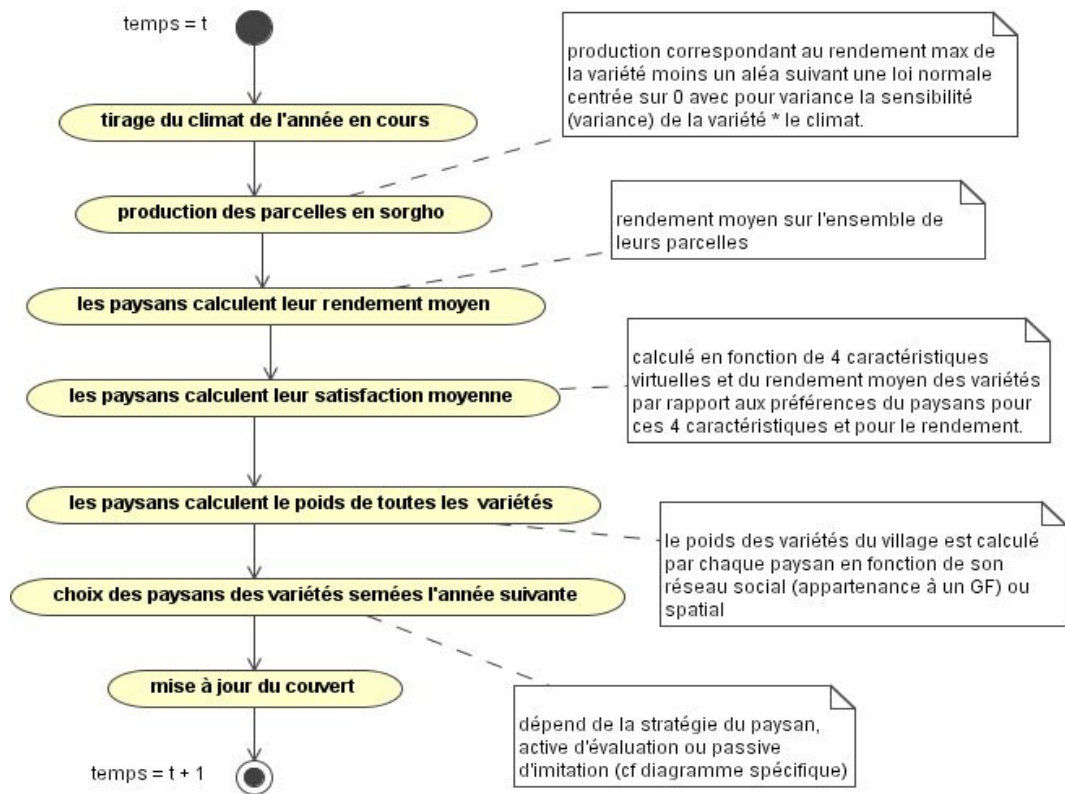 temps = t
production correspondant au rendement max de
la variété moins un aléa suivant une loi normale
centrée sur 0 avec pour variance la sensibilité
(variance) de la variété * le climat.
tirage du climat de l'année en cours
production des parcelles en sorgho
rendement moyen sur l'ensemble de
leurs parcelles
les paysans calculent leur rendement moyen
calculé en fonction de 4 caractéristiques
virtuelles et du rendement moyen des variétés
par rapport aux préférences du paysans pour
ces 4 caractéristiques et pour le rendement.
les paysans calculent leur satisfaction moyenne
les paysans calculent le poids de toutes les variétés
le poids des variétés du village est calculé
par chaque paysan en fonction de son
réseau social (appartenance à un GF) ou
spatial
choix des paysans des variétés semées l'année suivante
mise à jour du couvert
dépend de la stratégie du paysan,
active d'évaluation ou passive
d'imitation (cf diagramme spécifique)
temps = t + 1